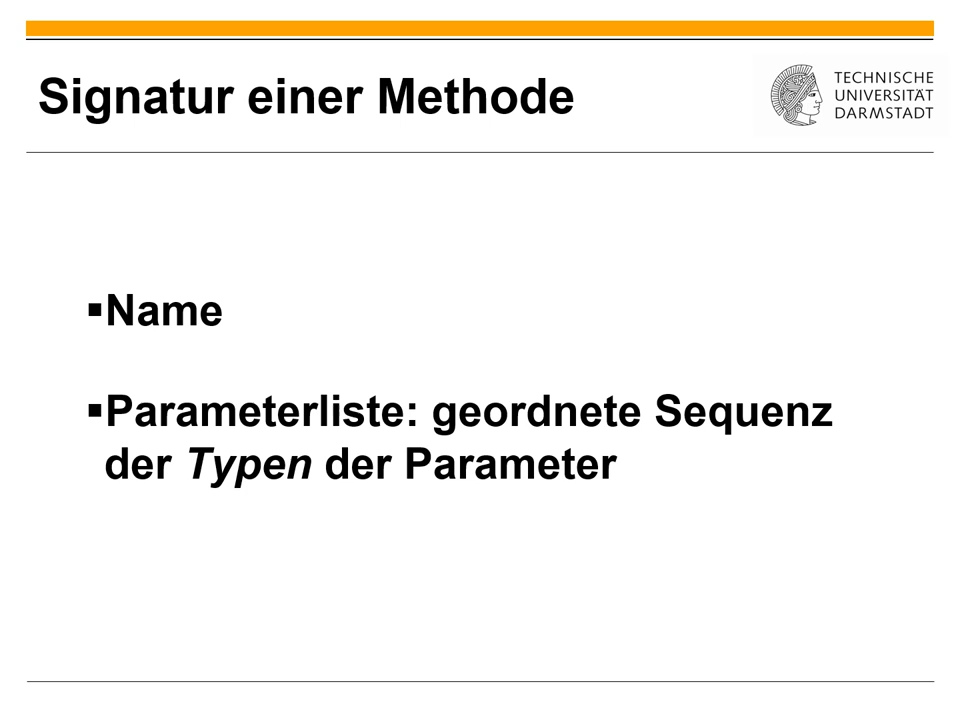 Signatur einer Methode
TECHNISCHE
UNIVERSITÄT
DARMSTADT
▪Name
▪Parameterliste: geordnete Sequenz
der Typen der Parameter